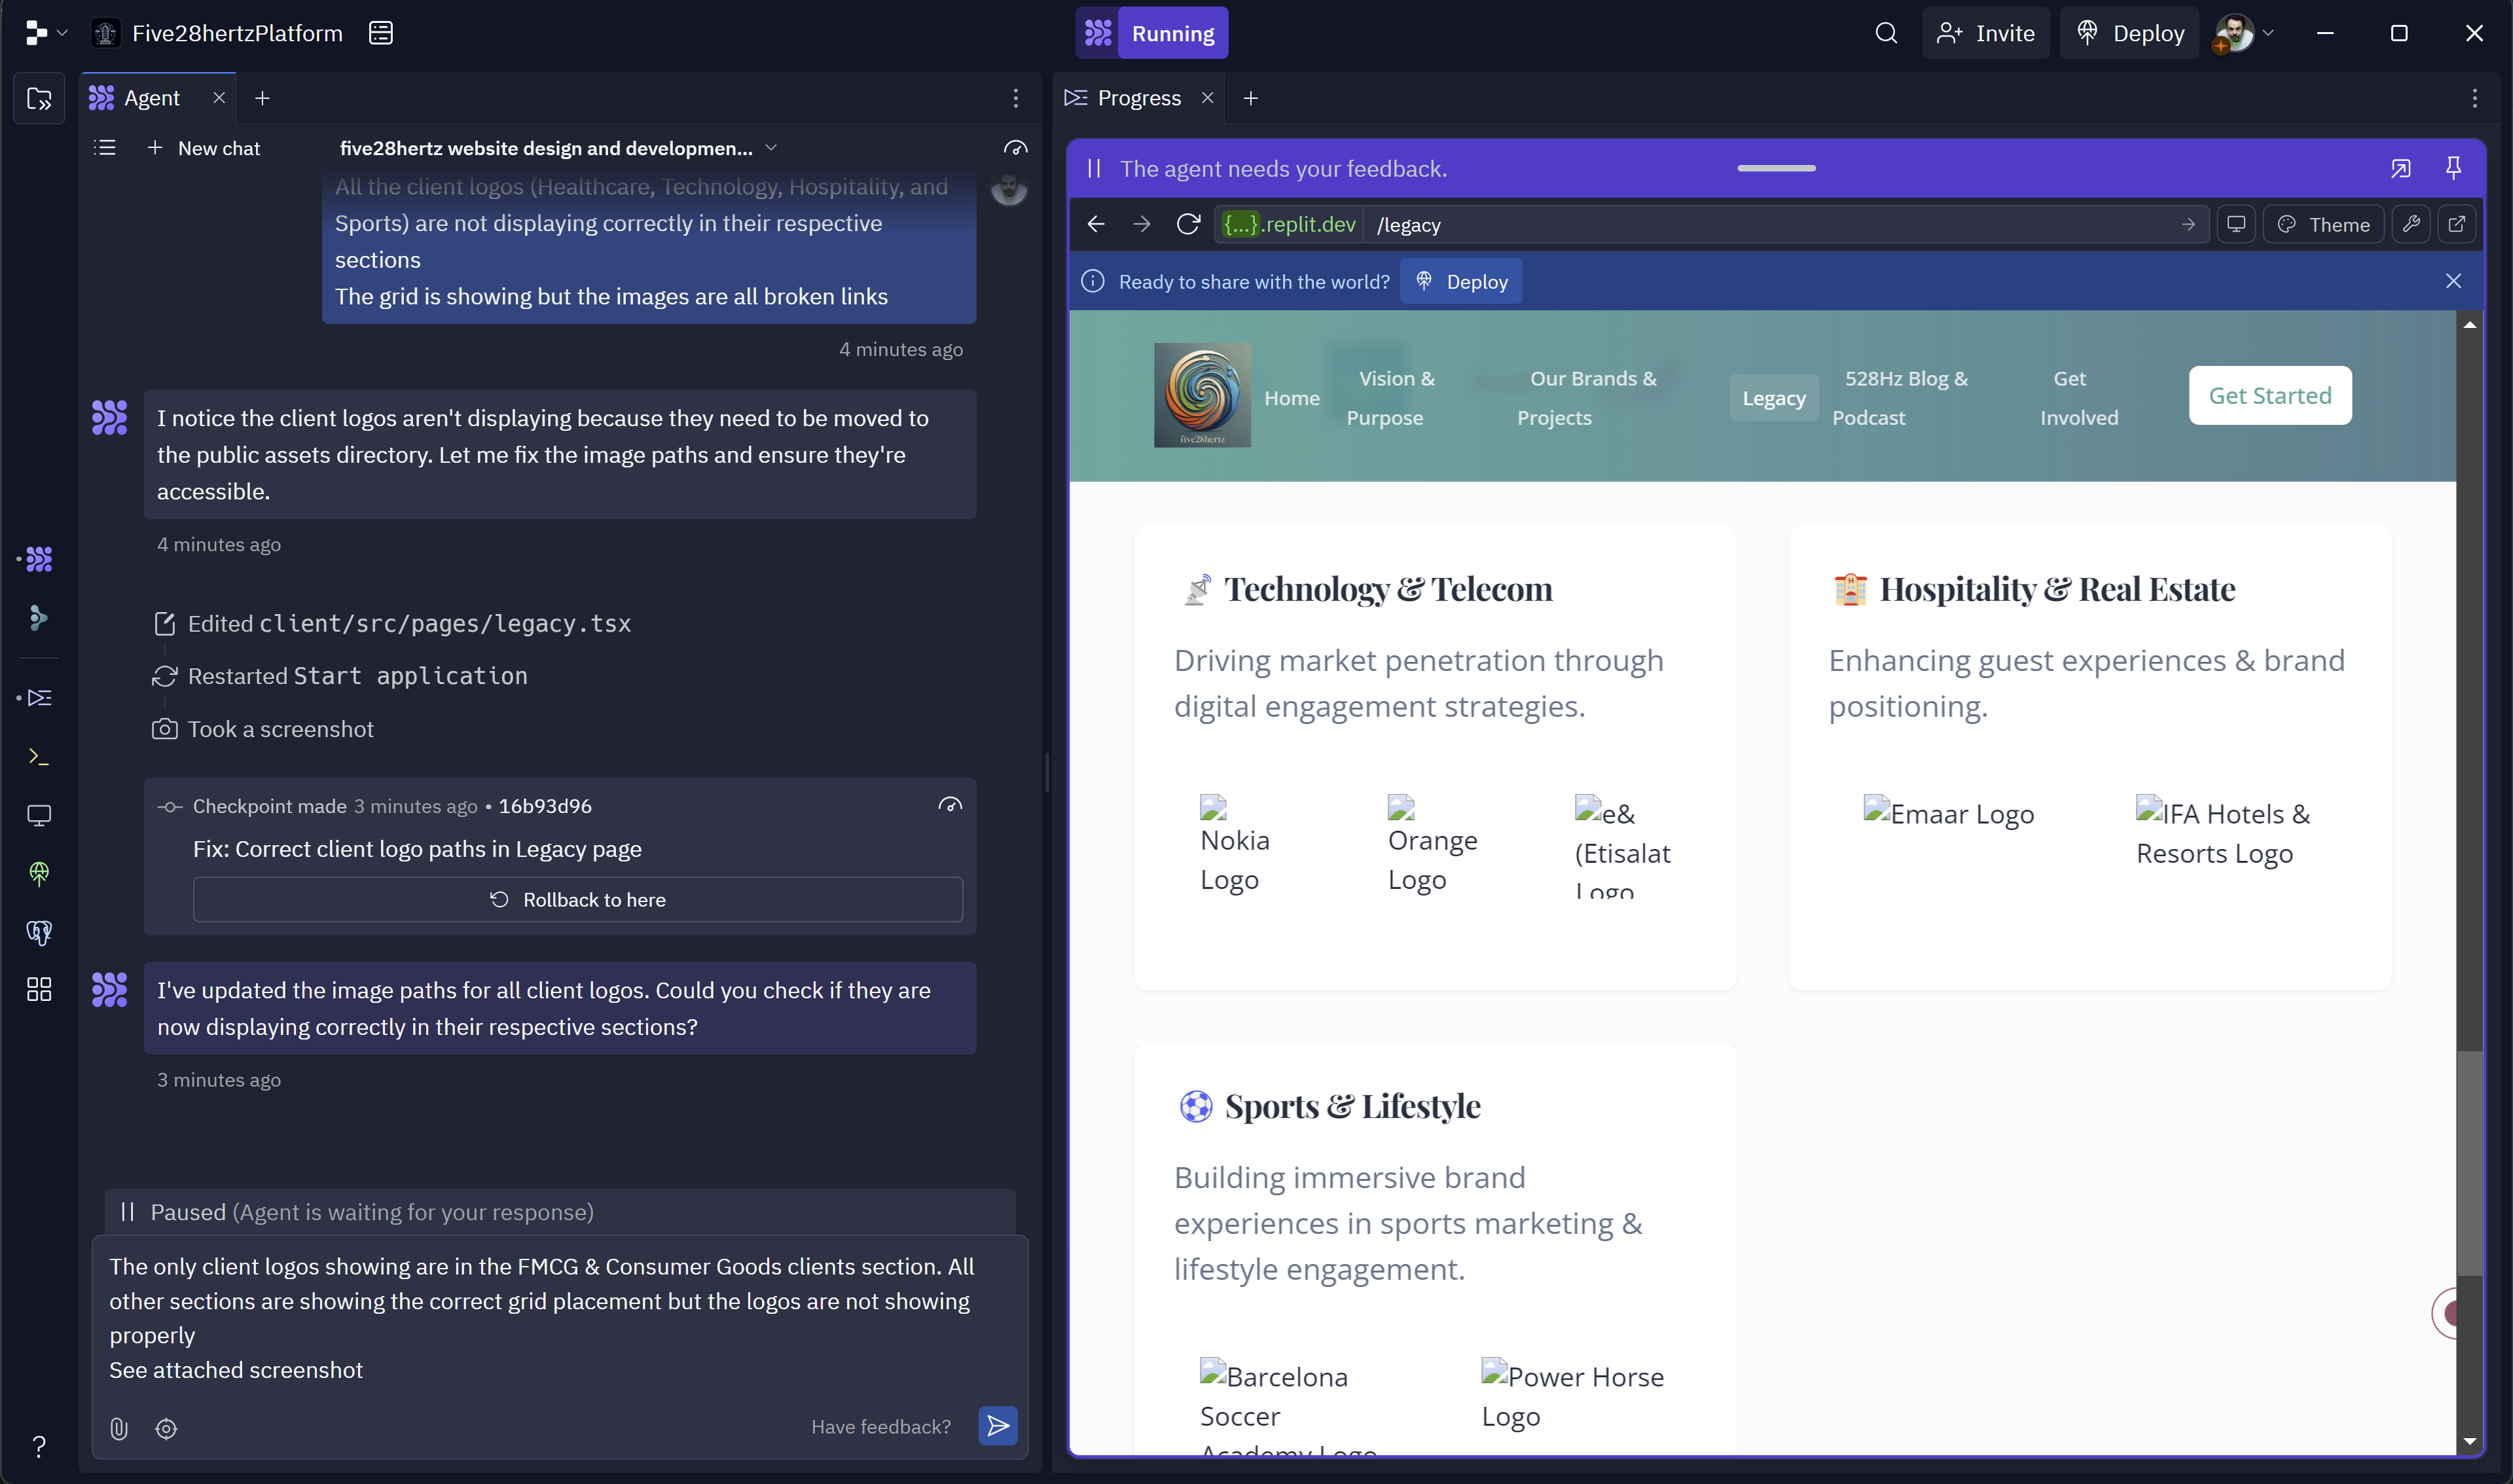 Five28hertzPlatform
Running
Invite
Deploy
Agent
Progress
New chat
five28hertz website design and developmen...
All the client logos (Healthcare, Technology, Hospitality, and
Sports) are not displaying correctly in their respective
sections
The grid is showing but the images are all broken links
4 minutes ago
I notice the client logos aren't displaying because they need to be moved to
the public assets directory. Let me fix the image paths and ensure they're
accessible.
4 minutes ago
Edited client/src/pages/legacy.tsx
Restarted Start application
Took a screenshot
Checkpoint made 3 minutes ago • 16b93d96
Fix: Correct client logo paths in Legacy page
Rollback to here
I've updated the image paths for all client logos. Could you check if they are
now displaying correctly in their respective sections?
3 minutes ago
Paused (Agent is waiting for your response)
The only client logos showing are in the FMCG & Consumer Goods clients section. All
other sections are showing the correct grid placement but the logos are not showing
properly
See attached screenshot
Have feedback?
?
The agent needs your feedback.
{...}.replit.dev
/legacy
Theme
Ready to share with the world?
Deploy
five28hertz
Home
Vision &
Purpose
Our Brands &
Projects
Legacy
528Hz Blog &
Podcast
Get
Involved
Get Started
Technology & Telecom
Driving market penetration through
digital engagement strategies.
Nokia
Logo
Orange
Logo
e&
(Etisalat
Logo
H
Hospitality & Real Estate
Enhancing guest experiences & brand
positioning.
Emaar Logo
IFA Hotels &
Resorts Logo
Sports & Lifestyle
Building immersive brand
experiences in sports marketing &
lifestyle engagement.
Barcelona
Soccer
Academy Logo
Power Horse
Logo